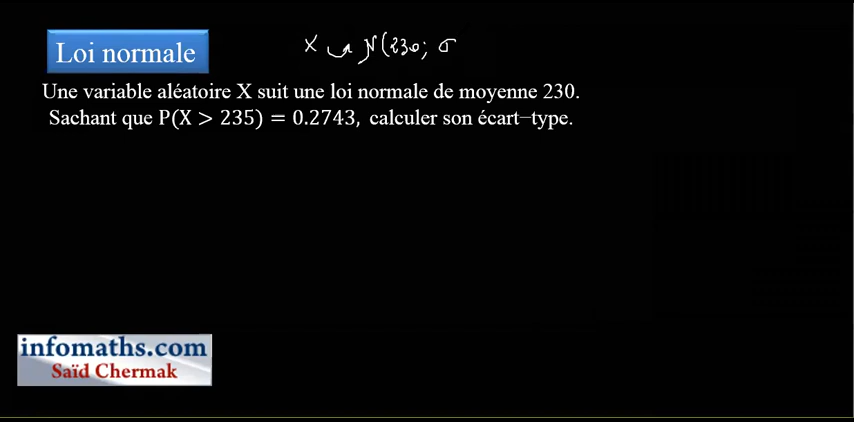 Loi normale
X ↝ N(230; σ
Une variable aléatoire X suit une loi normale de moyenne 230.
Sachant que P(X > 235) = 0.2743, calculer son écart−type.
infomaths.com
Saïd Chermak